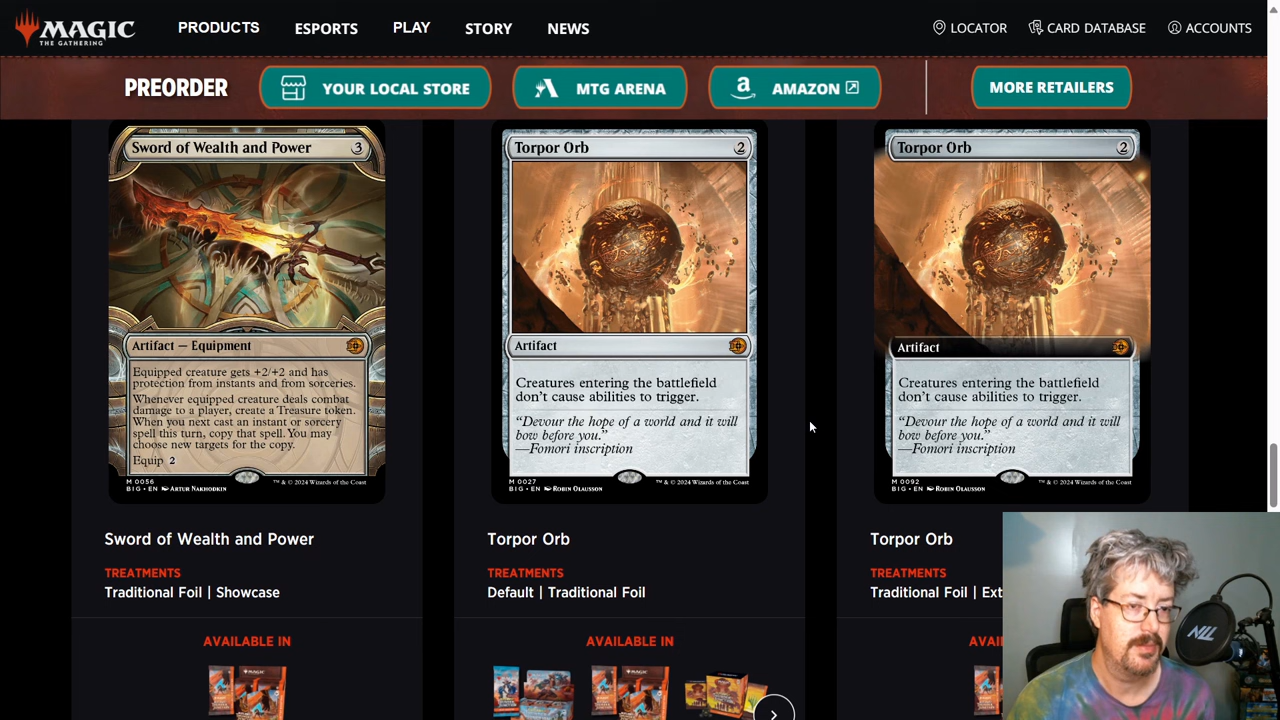 MAGIC
THE GATHERING
PRODUCTS
ESPORTS
PLAY
STORY
NEWS
LOCATOR
CARD DATABASE
ACCOUNTS
PREORDER
YOUR LOCAL STORE
MTG ARENA
AMAZON
MORE RETAILERS
Sword of Wealth and Power 3
Artifact — Equipment
Equipped creature gets +2/+2 and has
protection from instants and from sorceries.
Whenever equipped creature deals combat
damage to a player, create a Treasure token.
When you next cast an instant or sorcery
spell this turn, copy that spell. You may
choose new targets for the copy.
Equip 2
M 0056
BIG • EN ARTUR NAKHODKIN
™ & © 2024 Wizards of the Coast
Sword of Wealth and Power
TREATMENTS
Traditional Foil | Showcase
AVAILABLE IN
Torpor Orb 2
Artifact
Creatures entering the battlefield
don't cause abilities to trigger.
“Devour the hope of a world and it will
bow before you.”
—Fomori inscription
M 0027
BIG • EN ROBIN OLAUSSON
™ & © 2024 Wizards of the Coast
Torpor Orb
TREATMENTS
Default | Traditional Foil
AVAILABLE IN
Torpor Orb 2
Artifact
Creatures entering the battlefield
don't cause abilities to trigger.
“Devour the hope of a world and it will
bow before you.”
—Fomori inscription
M 0092
BIG • EN ROBIN OLAUSSON
™ & © 2024 Wizards of the Coast
Torpor Orb
TREATMENTS
Traditional Foil | Ext
AVAI
NLL